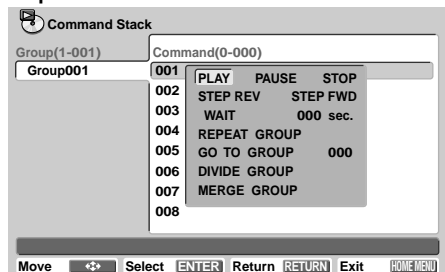 Command Stack
Group(1-001) Command(0-000)
Group001 001
PLAY PAUSE STOP
002 STEP REV STEP FWD
003 WAIT 000 sec.
004 REPEAT GROUP
005 GO TO GROUP 000
006 DIVIDE GROUP
007 MERGE GROUP
008
Move Select ENTER Return RETURN Exit HOME MENU